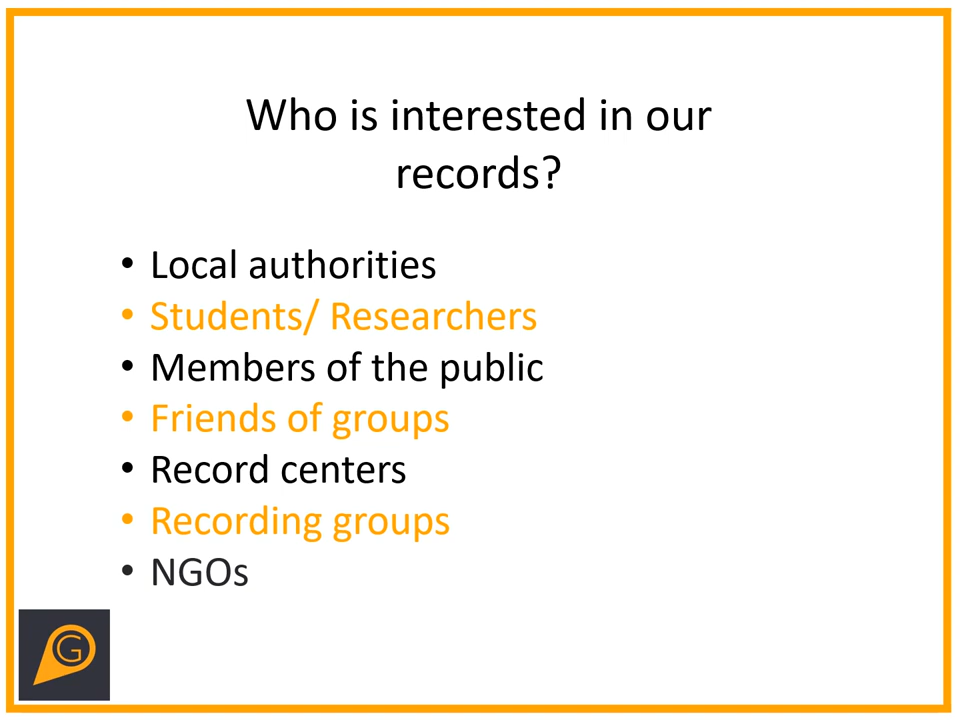 Who is interested in our
records?
• Local authorities
• Students/ Researchers
• Members of the public
• Friends of groups
• Record centers
• Recording groups
• NGOs
G